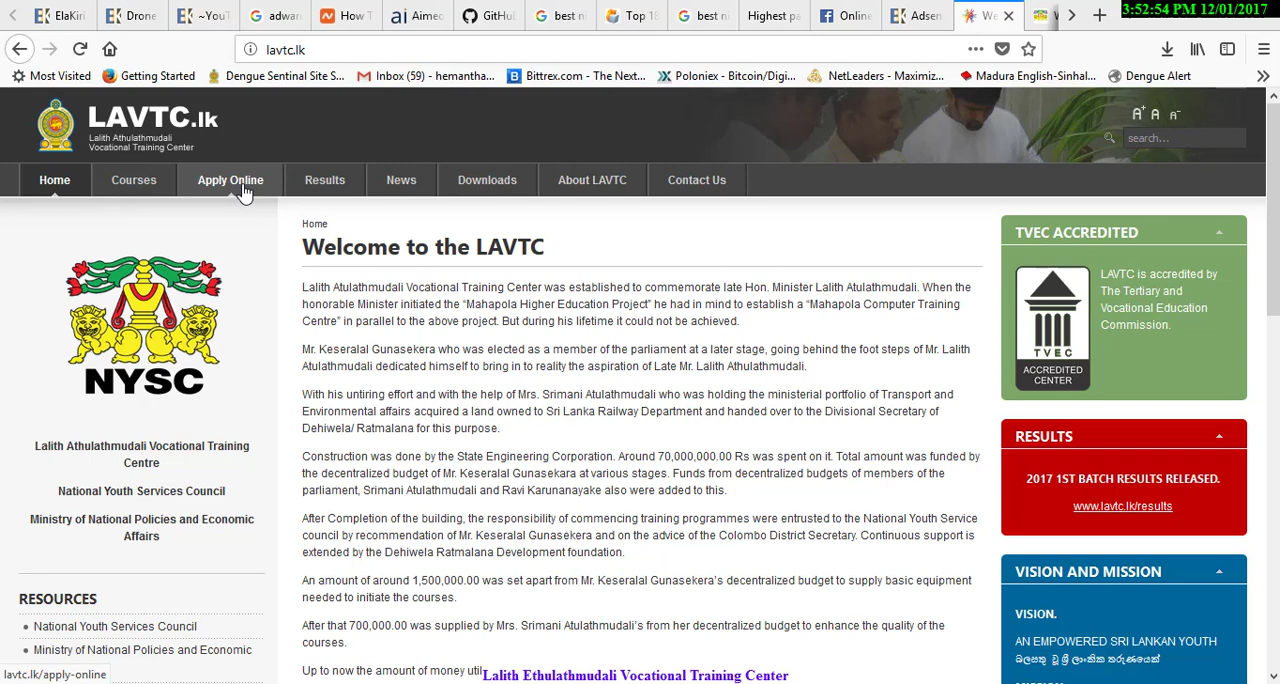 ElaKiri
Drone
~YouT
adwar
How T
Aimec
GitHu
best ni
Top 18
best ni
Highest pa
Online
Adsen
We
3:52:54 PM 12/01/2017
lavtc.lk
Most Visited
Getting Started
Dengue Sentinal Site S...
Inbox (59) - hemantha...
Bittrex.com - The Next...
Poloniex - Bitcoin/Digi...
NetLeaders - Maximiz...
Madura English-Sinhal...
Dengue Alert
LAVTC.lk
Lalith Athulathmudali
Vocational Training Center
A+ A A-
search...
Home
Courses
Apply Online
Results
News
Downloads
About LAVTC
Contact Us
NYSC
Lalith Athulathmudali Vocational Training
Centre
National Youth Services Council
Ministry of National Policies and Economic
Affairs
RESOURCES
National Youth Services Council
Ministry of National Policies and Economic
lavtc.lk/apply-online
Home
Welcome to the LAVTC
Lalith Atulathmudali Vocational Training Center was established to commemorate late Hon. Minister Lalith Atulathmudali. When the
honorable Minister initiated the “Mahapola Higher Education Project” he had in mind to establish a “Mahapola Computer Training
Centre” in parallel to the above project. But during his lifetime it could not be achieved.
Mr. Keseralal Gunasekera who was elected as a member of the parliament at a later stage, going behind the foot steps of Mr. Lalith
Atulathmudali dedicated himself to bring in to reality the aspiration of Late Mr. Lalith Athulathmudali.
With his untiring effort and with the help of Mrs. Srimani Atulathmudali who was holding the ministerial portfolio of Transport and
Environmental affairs acquired a land owned to Sri Lanka Railway Department and handed over to the Divisional Secretary of
Dehiwela/ Ratmalana for this purpose.
Construction was done by the State Engineering Corporation. Around 70,000,000.00 Rs was spent on it. Total amount was funded by
the decentralized budget of Mr. Keseralal Gunasekara at various stages. Funds from decentralized budgets of members of the
parliament, Srimani Atulathmudali and Ravi Karunanayake also were added to this.
After Completion of the building, the responsibility of commencing training programmes were entrusted to the National Youth Service
council by recommendation of Mr. Keseralal Gunasekera and on the advice of the Colombo District Secretary. Continuous support is
extended by the Dehiwela Ratmalana Development foundation.
An amount of around 1,500,000.00 was set apart from Mr. Keseralal Gunasekera’s decentralized budget to supply basic equipment
needed to initiate the courses.
After that 700,000.00 was supplied by Mrs. Srimani Atulathmudali’s from her decentralized budget to enhance the quality of the
courses.
Up to now the amount of money util
Lalith Ethulathmudali Vocational Training Center
TVEC ACCREDITED
TVEC
ACCREDITED
CENTER
LAVTC is accredited by
The Tertiary and
Vocational Education
Commission.
RESULTS
2017 1ST BATCH RESULTS RELEASED.
www.lavtc.lk/results
VISION AND MISSION
VISION.
AN EMPOWERED SRI LANKAN YOUTH
බලසතු වූ ශ්‍රී ලාංකික තරුණයෙක්